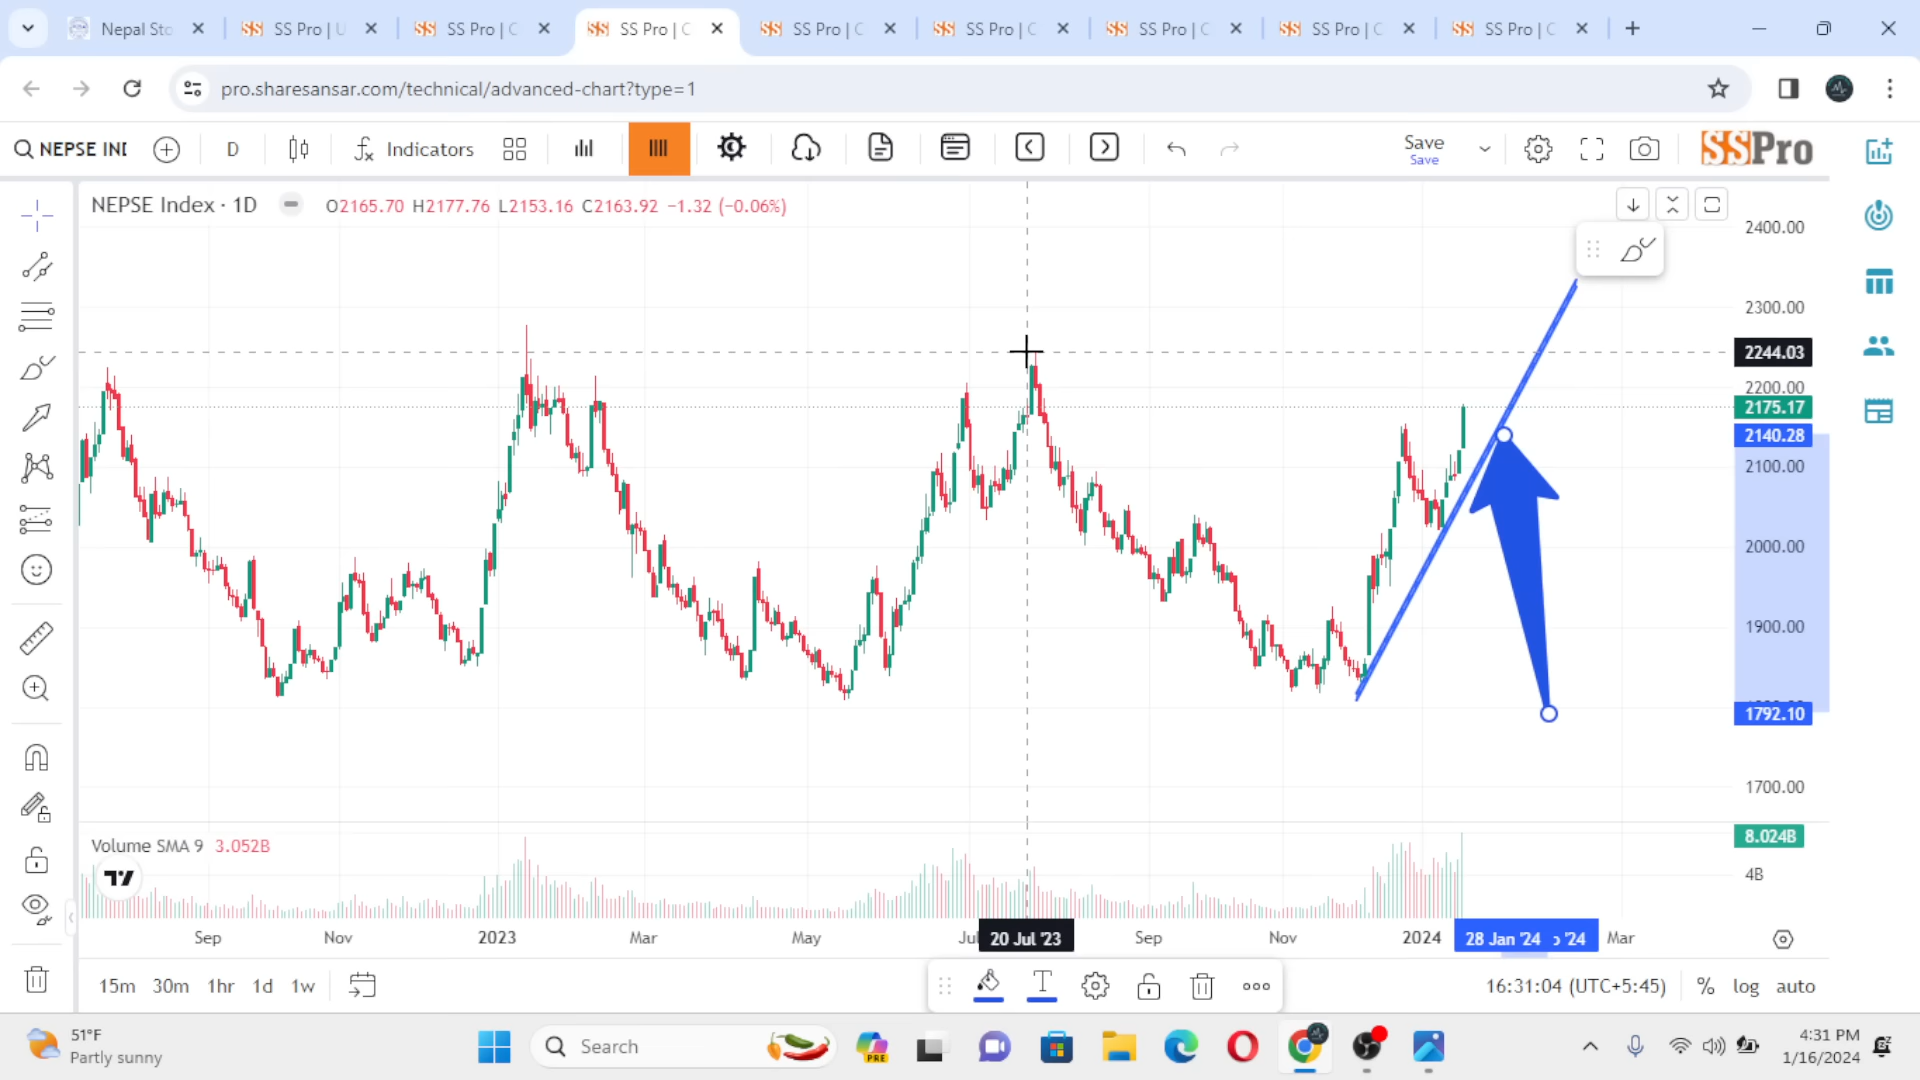 Nepal Sto
SS Pro | U
SS Pro | C
SS Pro | C
SS Pro | C
SS Pro | C
SS Pro | C
SS Pro | C
SS Pro | C
pro.sharesansar.com/technical/advanced-chart?type=1
NEPSE INI
D
Indicators
Save
Save
SSPro
NEPSE Index · 1D
O2165.70 H2177.76 L2153.16 C2163.92 −1.32 (−0.06%)
2400.00
2300.00
2244.03
2200.00
2175.17
2140.28
2100.00
2000.00
1900.00
1792.10
1700.00
Volume SMA 9 3.052B
8.024B
4B
Sep
Nov
2023
Mar
May
Jul
20 Jul '23
Sep
Nov
2024
28 Jan '24
'24
Mar
15m
30m
1hr
1d
1w
16:31:04 (UTC+5:45)
%
log
auto
51°F
Partly sunny
Search
PRE
4:31 PM
1/16/2024